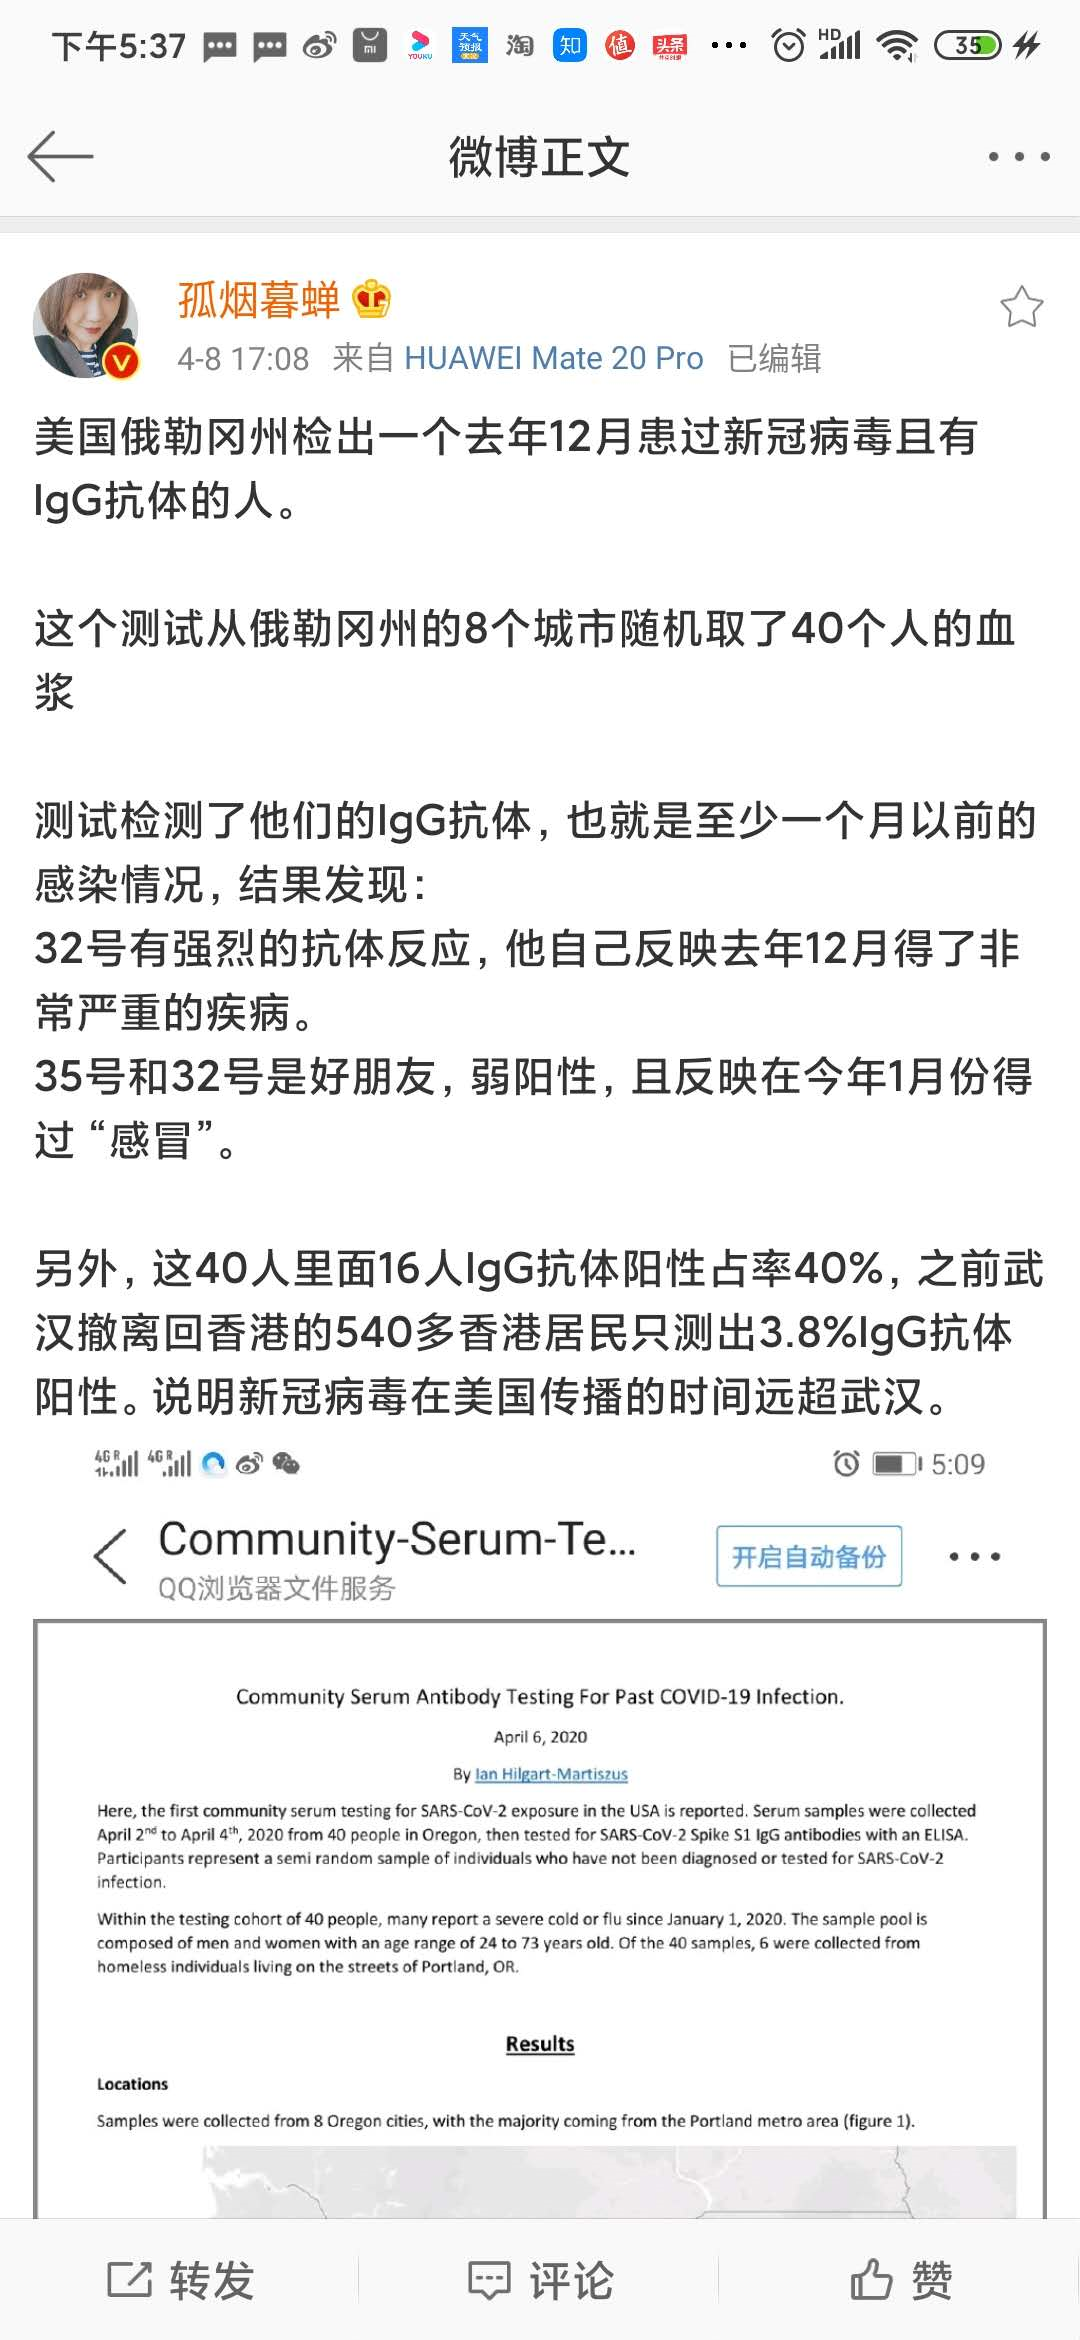 下午5:37
YOUKU
天气
预报
淘
知
值
头条
HD
35
微博正文
孤烟暮蝉
4-8 17:08 来自 HUAWEI Mate 20 Pro 已编辑
美国俄勒冈州检出一个去年12月患过新冠病毒且有
IgG抗体的人。
这个测试从俄勒冈州的8个城市随机取了40个人的血
浆
测试检测了他们的IgG抗体，也就是至少一个月以前的
感染情况，结果发现：
32号有强烈的抗体反应，他自己反映去年12月得了非
常严重的疾病。
35号和32号是好朋友，弱阳性，且反映在今年1月份得
过“感冒”。
另外，这40人里面16人IgG抗体阳性占率40%，之前武
汉撤离回香港的540多香港居民只测出3.8%IgG抗体
阳性。说明新冠病毒在美国传播的时间远超武汉。
4G R 4G R 5:09
Community-Serum-Te...
开启自动备份
QQ浏览器文件服务
Community Serum Antibody Testing For Past COVID-19 Infection.
April 6, 2020
By Ian Hilgart-Martiszus
Here, the first community serum testing for SARS-CoV-2 exposure in the USA is reported. Serum samples were collected
April 2nd to April 4th, 2020 from 40 people in Oregon, then tested for SARS-CoV-2 Spike S1 IgG antibodies with an ELISA.
Participants represent a semi random sample of individuals who have not been diagnosed or tested for SARS-CoV-2
infection.
Within the testing cohort of 40 people, many report a severe cold or flu since January 1, 2020. The sample pool is
composed of men and women with an age range of 24 to 73 years old. Of the 40 samples, 6 were collected from
homeless individuals living on the streets of Portland, OR.
Results
Locations
Samples were collected from 8 Oregon cities, with the majority coming from the Portland metro area (figure 1).
转发
评论
赞